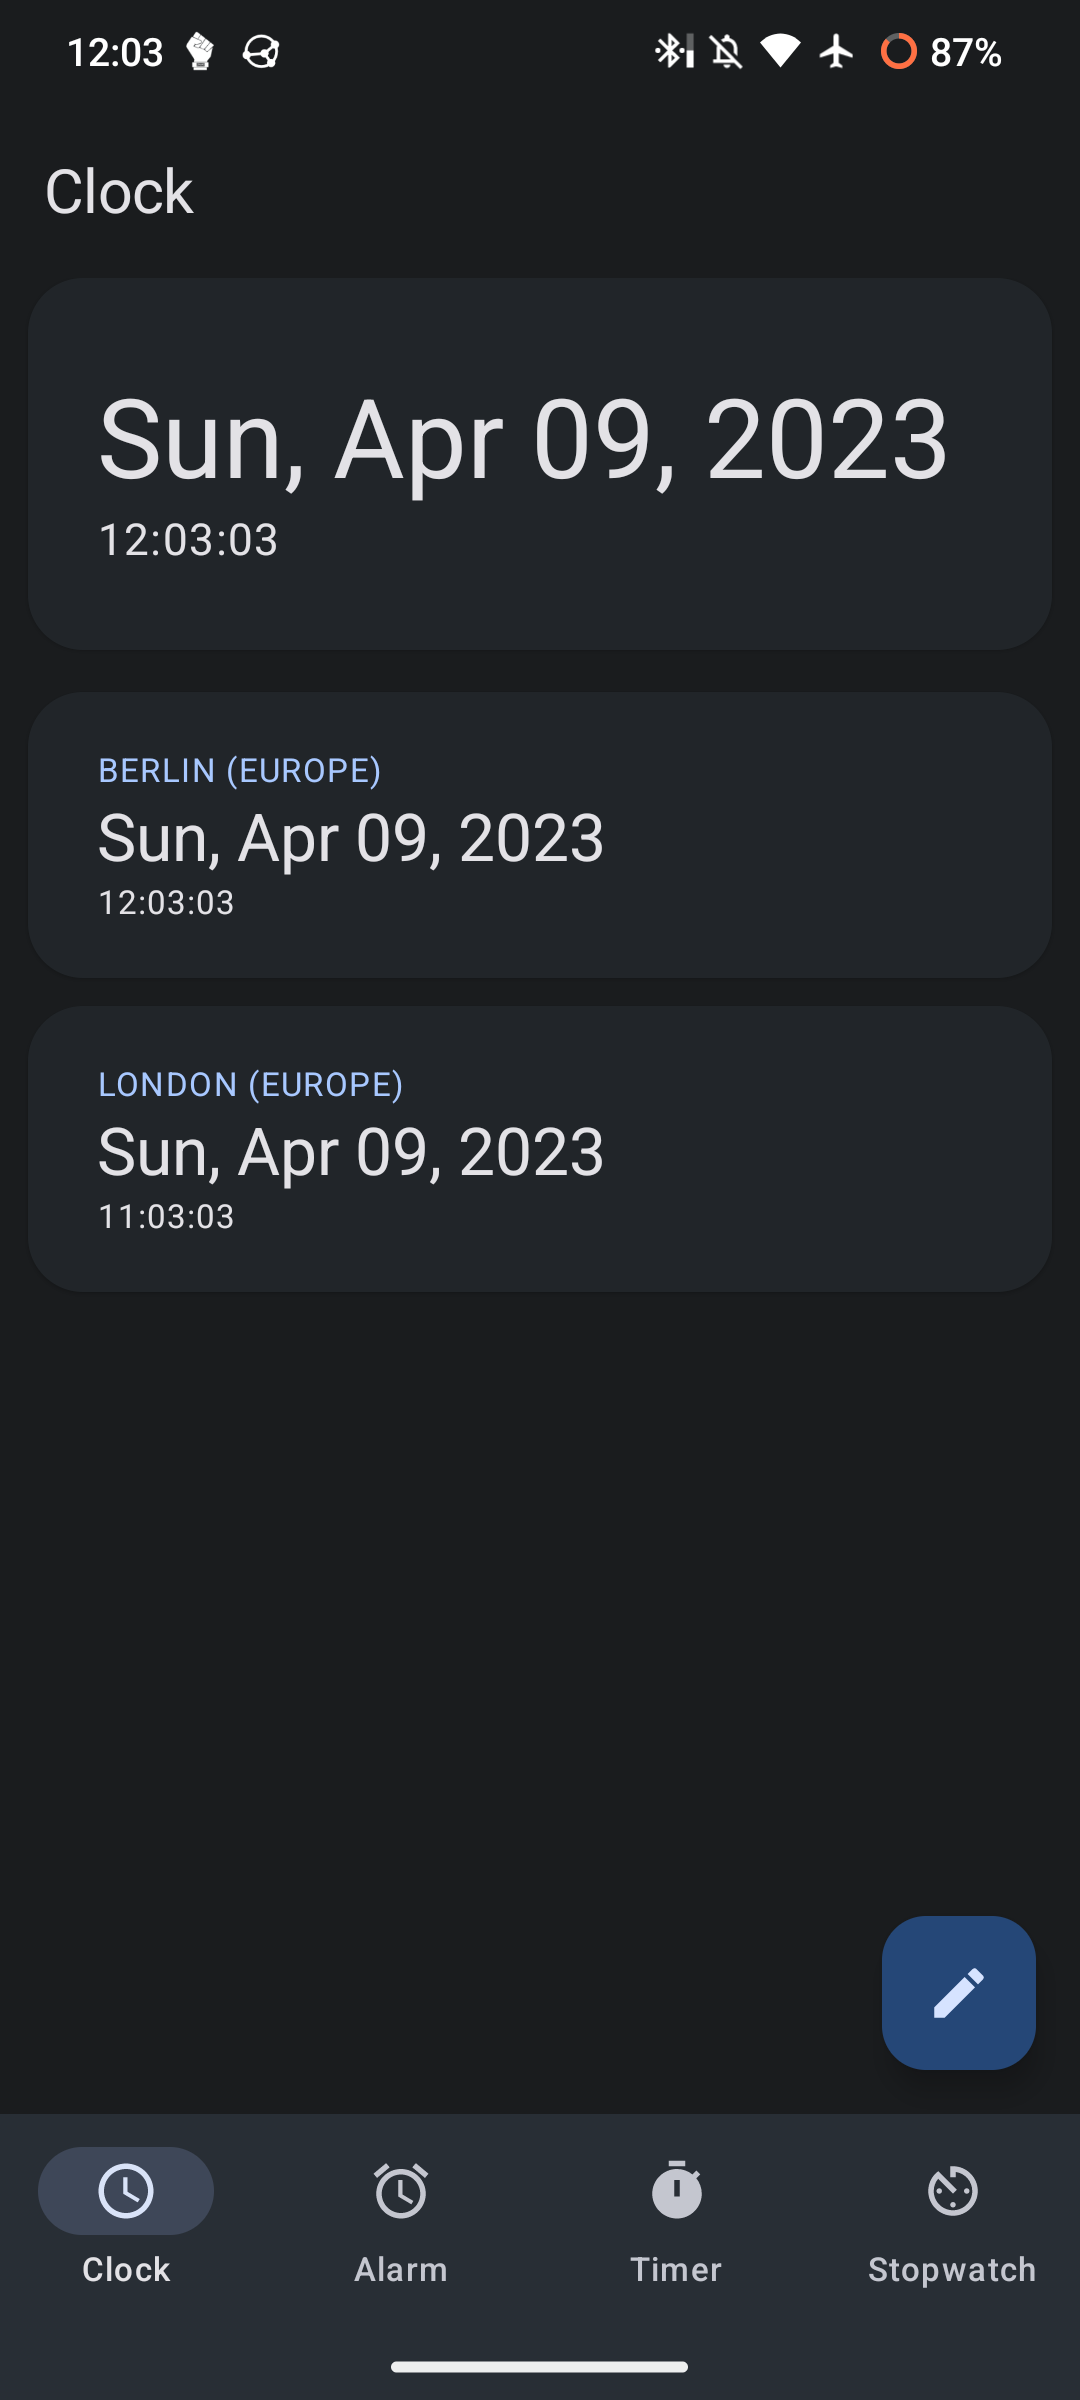 12:03
87%
Clock
Sun, Apr 09, 2023
12:03:03
BERLIN (EUROPE)
Sun, Apr 09, 2023
12:03:03
LONDON (EUROPE)
Sun, Apr 09, 2023
11:03:03
Clock
Alarm
Timer
Stopwatch